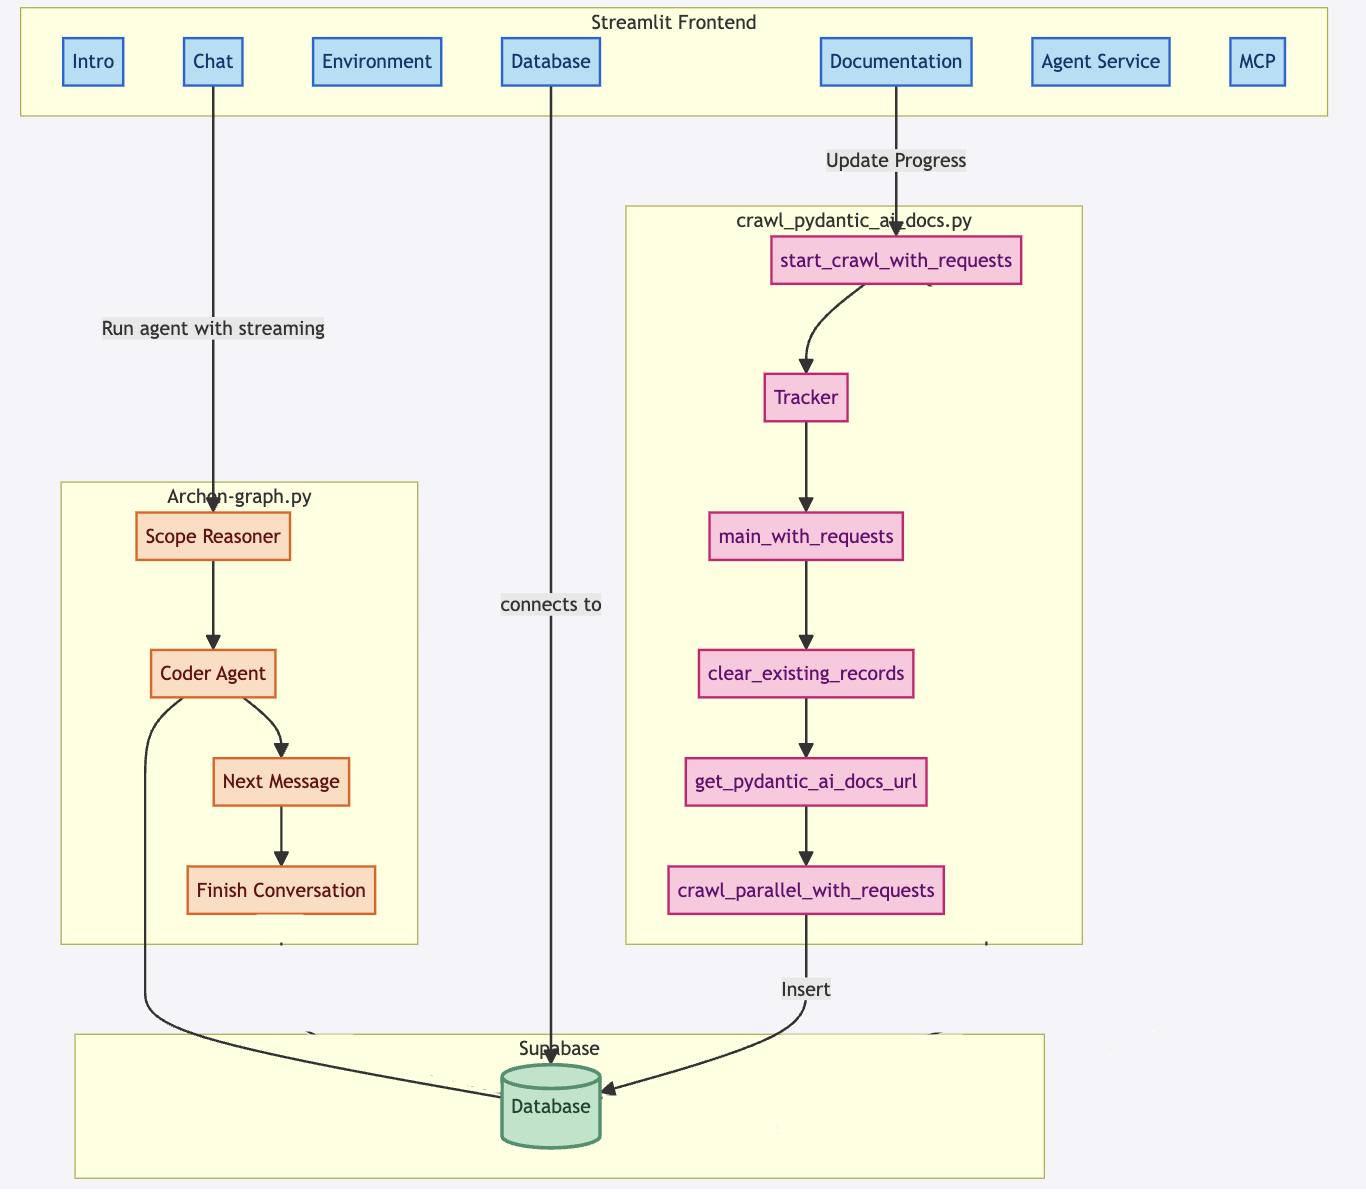 Streamlit Frontend
Intro
Chat
Environment
Database
Documentation
Agent Service
MCP
Update Progress
crawl_pydantic_ai_docs.py
start_crawl_with_requests
Run agent with streaming
Tracker
Archon-graph.py
Scope Reasoner
main_with_requests
connects to
Coder Agent
clear_existing_records
Next Message
get_pydantic_ai_docs_url
Finish Conversation
crawl_parallel_with_requests
Insert
Supabase
Database